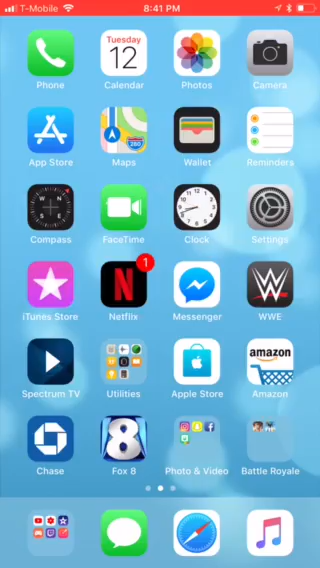 T-Mobile 8:41 PM
Tuesday
12
Phone Calendar Photos Camera
280
App Store Maps Wallet Reminders
N
W E
S
Compass FaceTime Clock Settings
N 1 W
iTunes Store Netflix Messenger WWE
amazon
Spectrum TV Utilities Apple Store Amazon
8
Chase Fox 8 Photo & Video Battle Royale